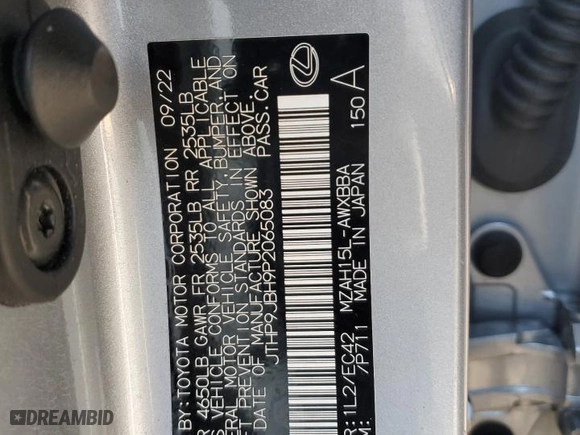 BY: TOYOTA MOTOR CORPORATION 09/22
4650LB GAWR FR 2535LB RR 2535LB
VEHICLE CONFORMS TO ALL APPLICABLE
ERAL MOTOR VEHICLE SAFETY, BUMPER, AND
FT PREVENTION STANDARDS IN EFFECT ON
DATE OF MANUFACTURE SHOWN ABOVE.
JTHP9JBH9P2065083 PASS.CAR
R: 1L2/EC42 MZAH15L-AWXBBA 150 A
M: /P711 MADE IN JAPAN
DREAMBID